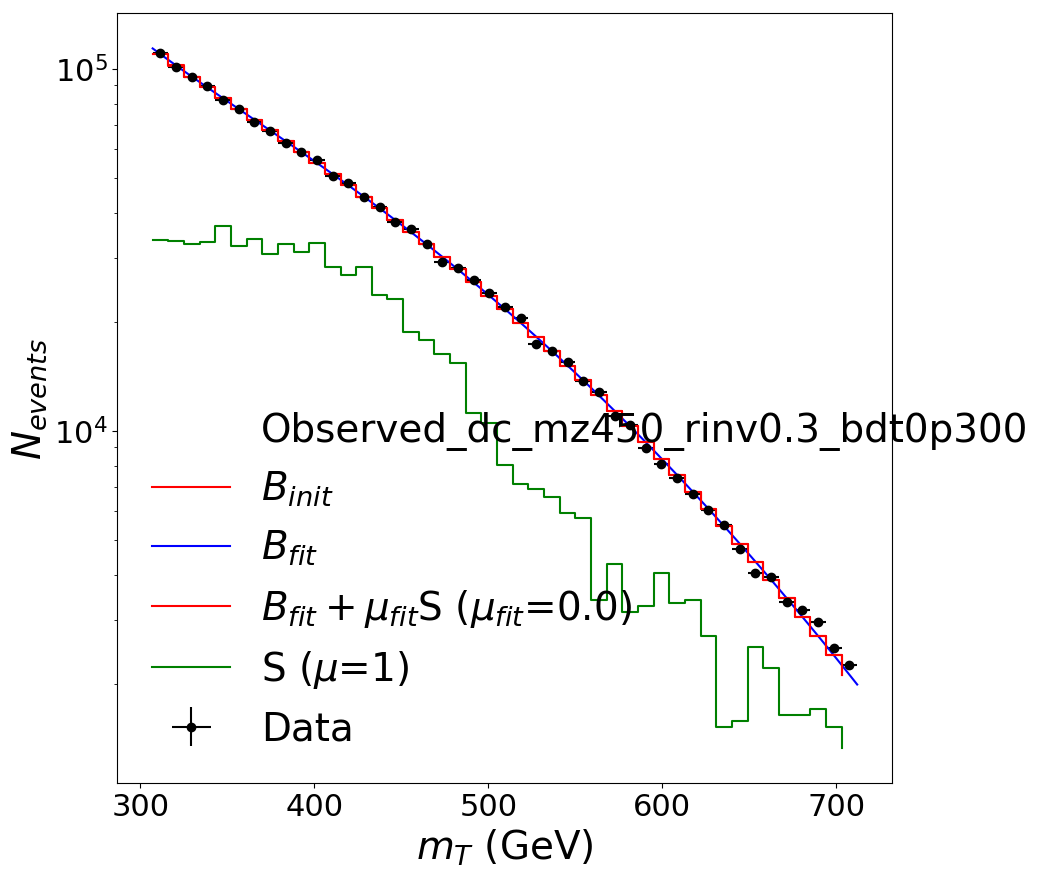 10^5
10^4
N_events
Observed_dc_mz450_rinv0.3_bdt0p300
B_init
B_fit
B_fit + μ_fitS (μ_fit=0.0)
S (μ=1)
Data
300 400 500 600 700
m_T (GeV)